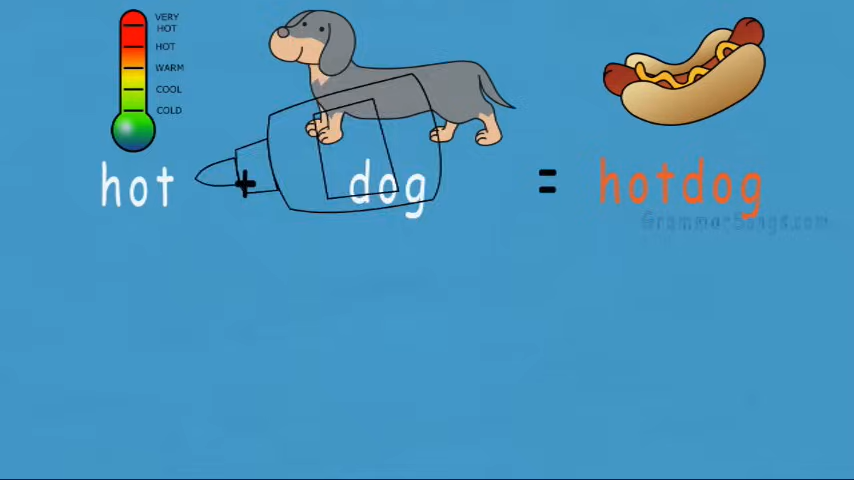 VERY
HOT
HOT
WARM
COOL
COLD
hot + dog = hotdog
GrammarSongs.com